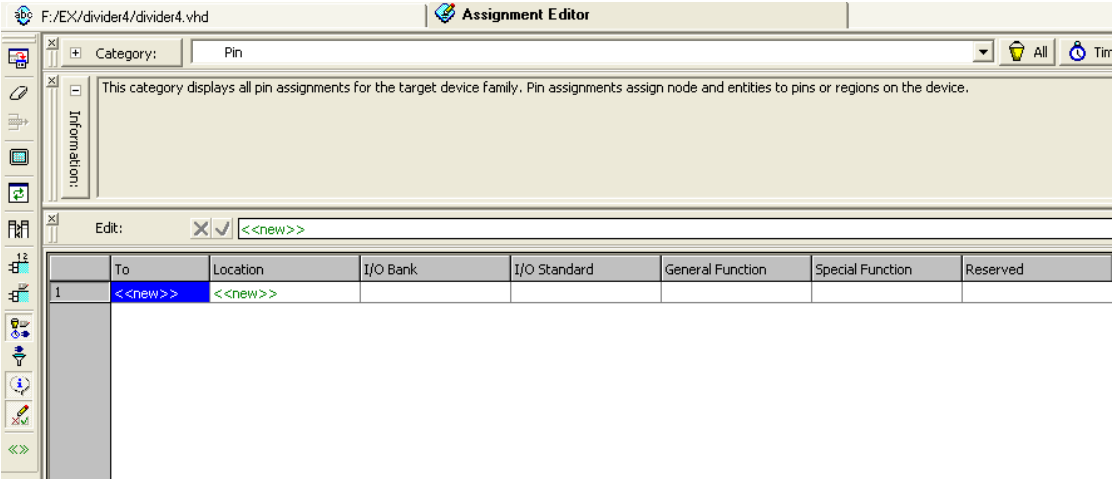 abc F:/EX/divider4/divider4.vhd Assignment Editor
Category: Pin All Tim
This category displays all pin assignments for the target device family. Pin assignments assign node and entities to pins or regions on the device.
Information:
Edit: <<new>>
To Location I/O Bank I/O Standard General Function Special Function Reserved
1 <<new>> <<new>>